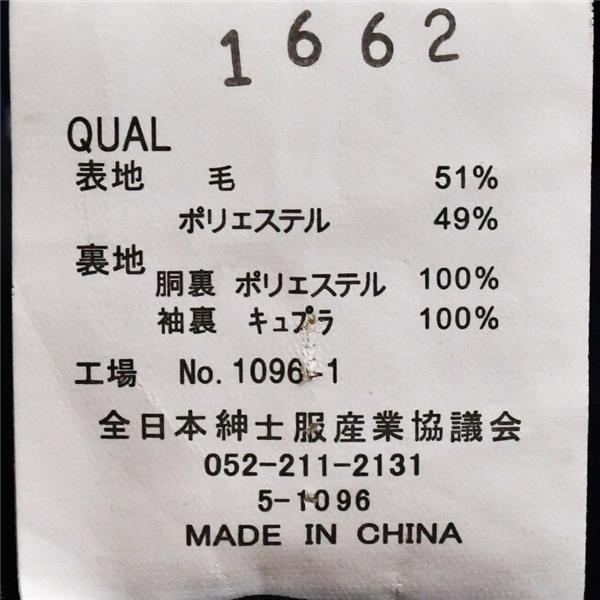 1662
QUAL
表地 毛 51%
ポリエステル 49%
裏地
胴裏 ポリエステル 100%
袖裏 キュプラ 100%
工場 No.1096-1
全日本紳士服産業協議会
052-211-2131
5-1096
MADE IN CHINA